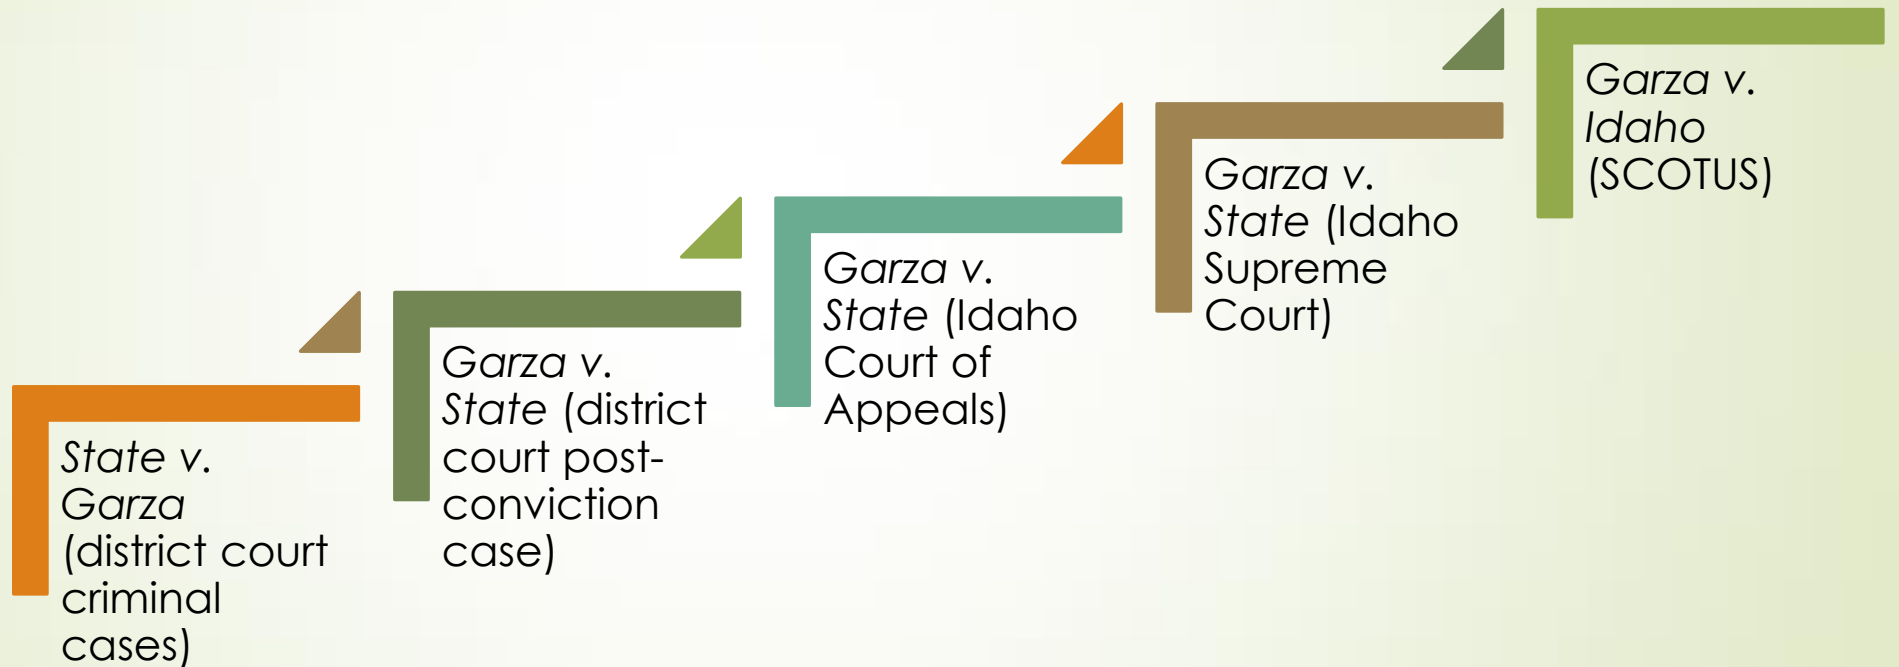 State v.
Garza
(district court
criminal
cases)
Garza v.
State (district
court post-
conviction
case)
Garza v.
State (Idaho
Court of
Appeals)
Garza v.
State (Idaho
Supreme
Court)
Garza v.
Idaho
(SCOTUS)